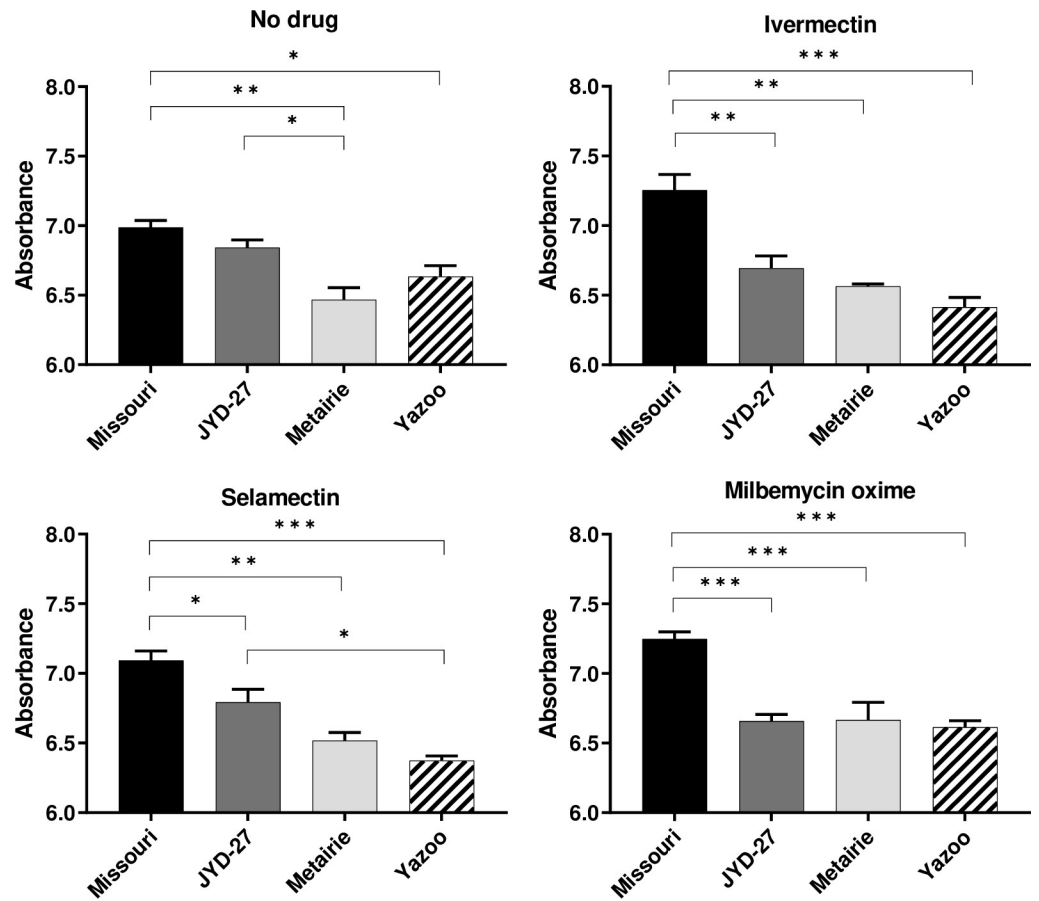 No drug
*
* *
*
8.0
7.5
7.0
6.5
6.0
Absorbance
Missouri
JYD-27
Metairie
Yazoo
Ivermectin
* * *
* *
* *
8.0
7.5
7.0
6.5
6.0
Absorbance
Missouri
JYD-27
Metairie
Yazoo
Selamectin
* * *
* *
*
*
8.0
7.5
7.0
6.5
6.0
Absorbance
Missouri
JYD-27
Metairie
Yazoo
Milbemycin oxime
* * *
* * *
* * *
8.0
7.5
7.0
6.5
6.0
Absorbance
Missouri
JYD-27
Metairie
Yazoo